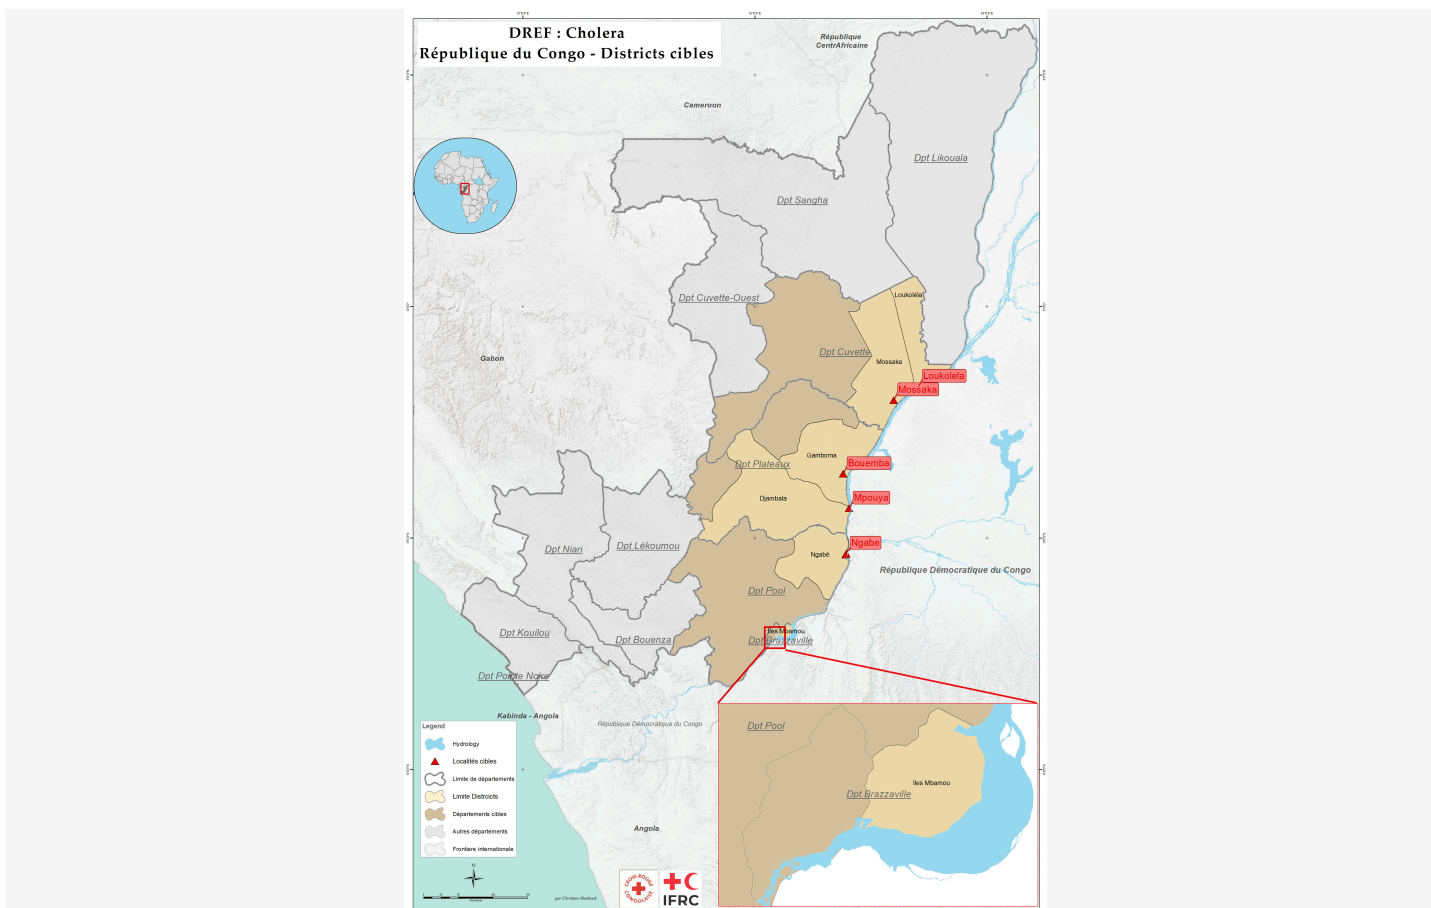 DREF : Cholera
République du Congo - Districts cibles
République
CentrAfricaine
Cameroon
Dpt Likouala
Dpt Sangha
Dpt Cuvette-Ouest
Loukoléla
Gabon
Dpt Cuvette
Mossaka
Loukolela
Mossaka
Gamboma
Bouemba
Dpt Plateaux
Djambala
Mpouya
Dpt Niari
Dpt Lékoumou
Ngabe
Ngabé
République Démocratique du Congo
Dpt Pool
Dpt Kouilou
Dpt Bouenza
Iles Mbamou
Dpt Brazzaville
Dpt Pointe Noire
Kabinda - Angola
République Démocratique du Congo
Dpt Pool
Iles Mbamou
Dpt Brazzaville
Angola
Legend
Hydrology
Localités cibles
Limite de départements
Limite Distrcicts
Départements cibles
Autres départements
Frontiere internationale
N
CROIX-ROUGE
CONGOLAISE
IFRC